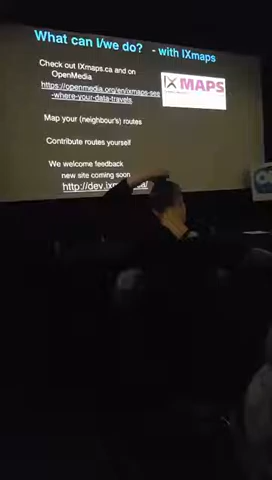 What can I/we do? - with IXmaps
Check out IXmaps.ca and on
OpenMedia
https://openmedia.org/en/ixmaps-see
-where-your-data-travels
IX MAPS
Map your (neighbour's) routes
Contribute routes yourself
We welcome feedback
new site coming soon
http://dev.ix